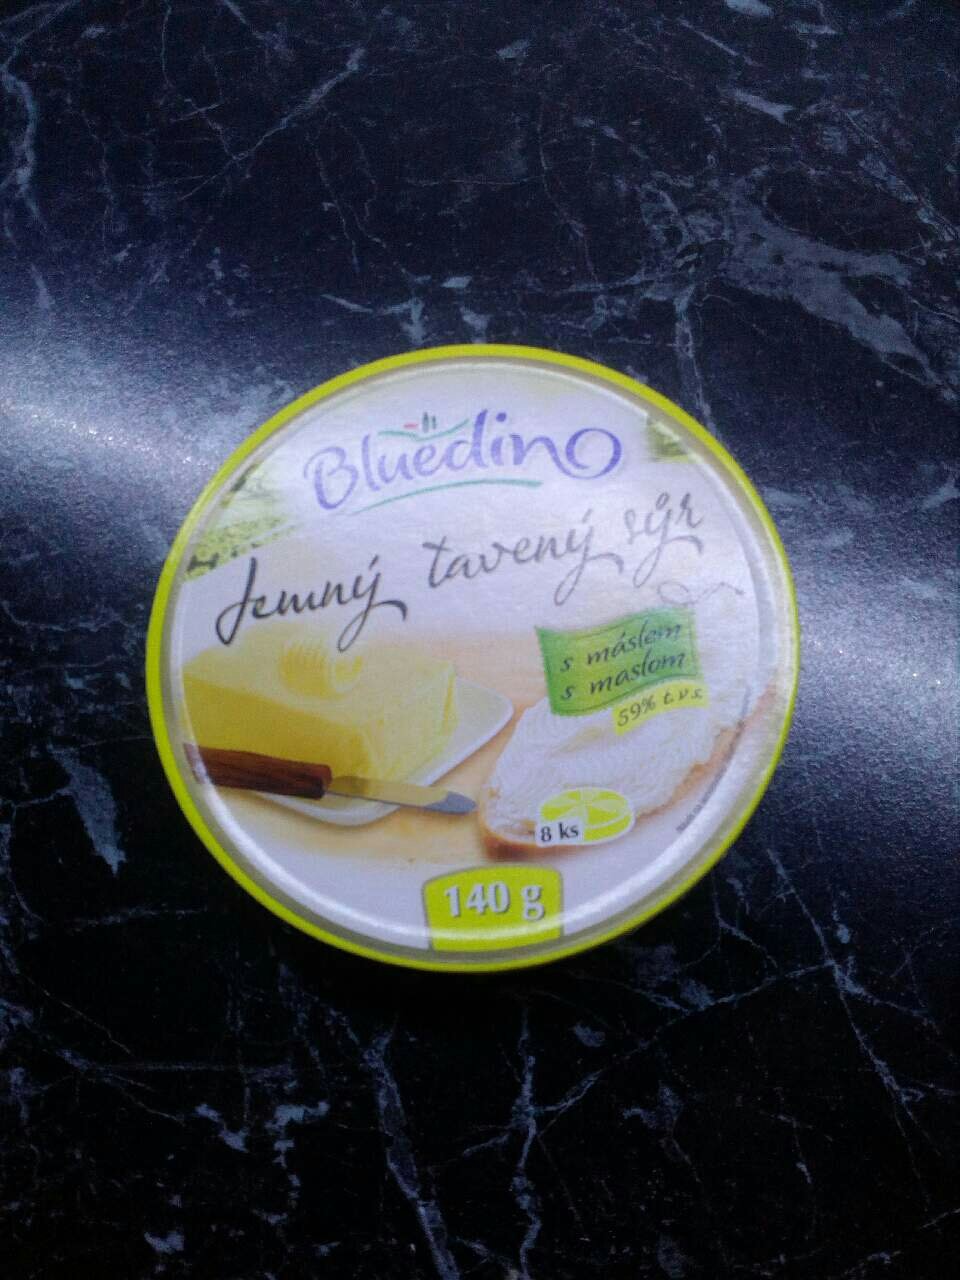 Bluedino
Jemný tavený sýr
s máslem
s maslom
59% t.v.s.
8 ks
140 g